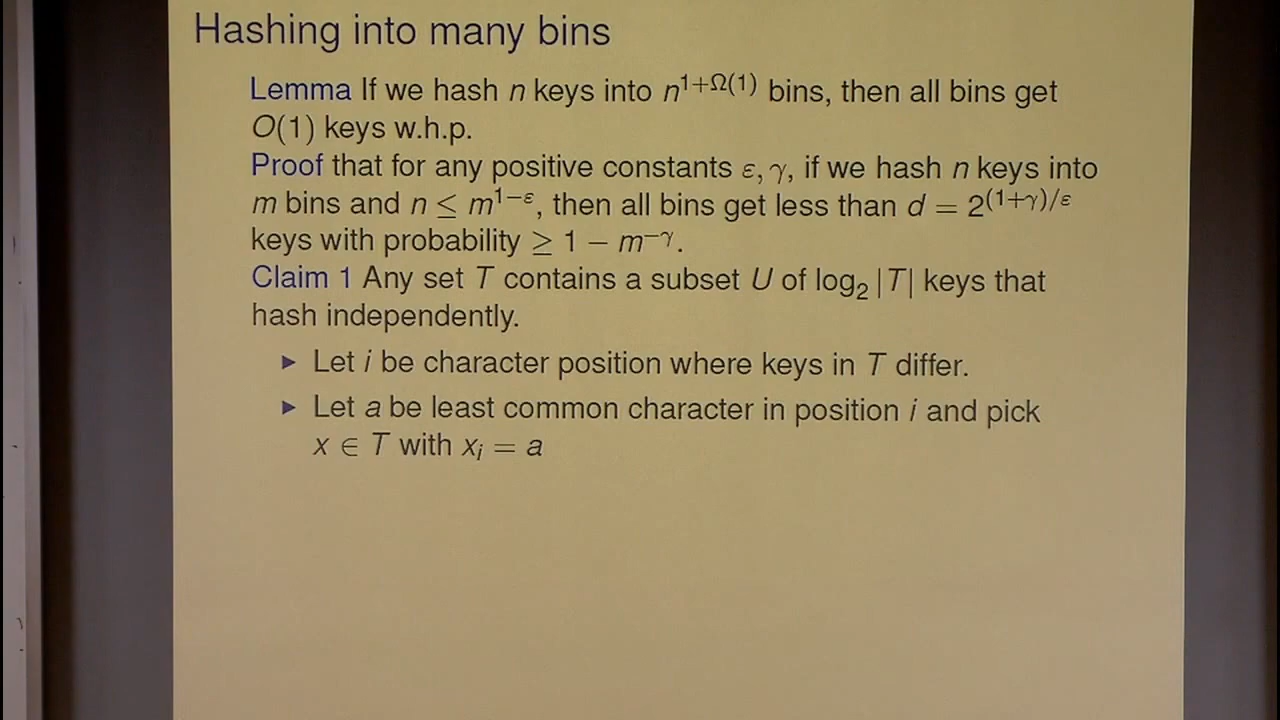 Hashing into many bins
Lemma If we hash n keys into n^{1+Ω(1)} bins, then all bins get
O(1) keys w.h.p.
Proof that for any positive constants ε, γ, if we hash n keys into
m bins and n ≤ m^{1−ε}, then all bins get less than d = 2^{(1+γ)/ε}
keys with probability ≥ 1 − m^{−γ}.
Claim 1 Any set T contains a subset U of log₂ |T| keys that
hash independently.
▶ Let i be character position where keys in T differ.
▶ Let a be least common character in position i and pick
x ∈ T with xᵢ = a